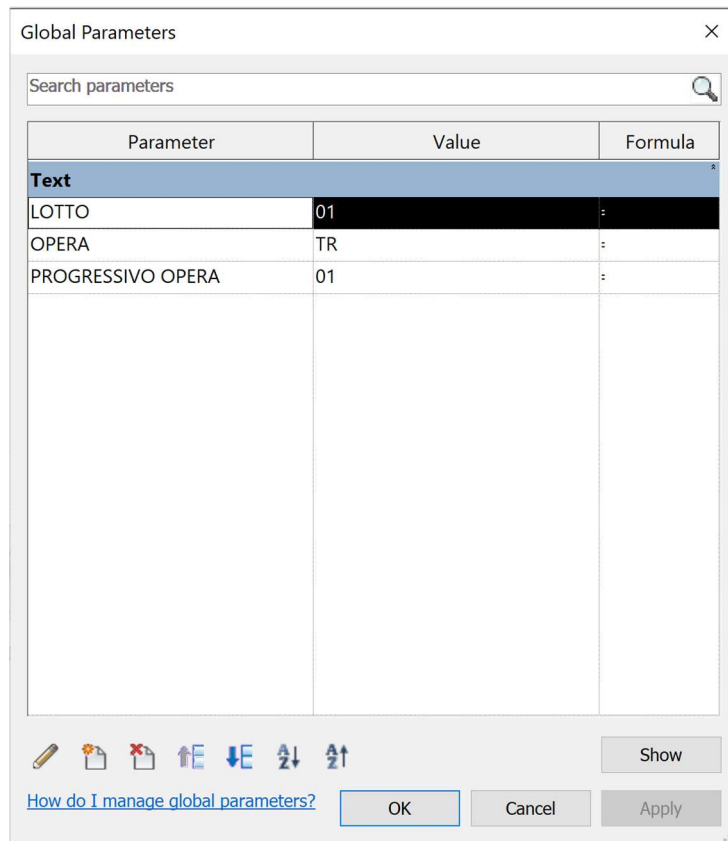 Global Parameters
Search parameters
Parameter Value Formula
Text
LOTTO 01 =
OPERA TR =
PROGRESSIVO OPERA 01 =
Show
How do I manage global parameters? OK Cancel Apply